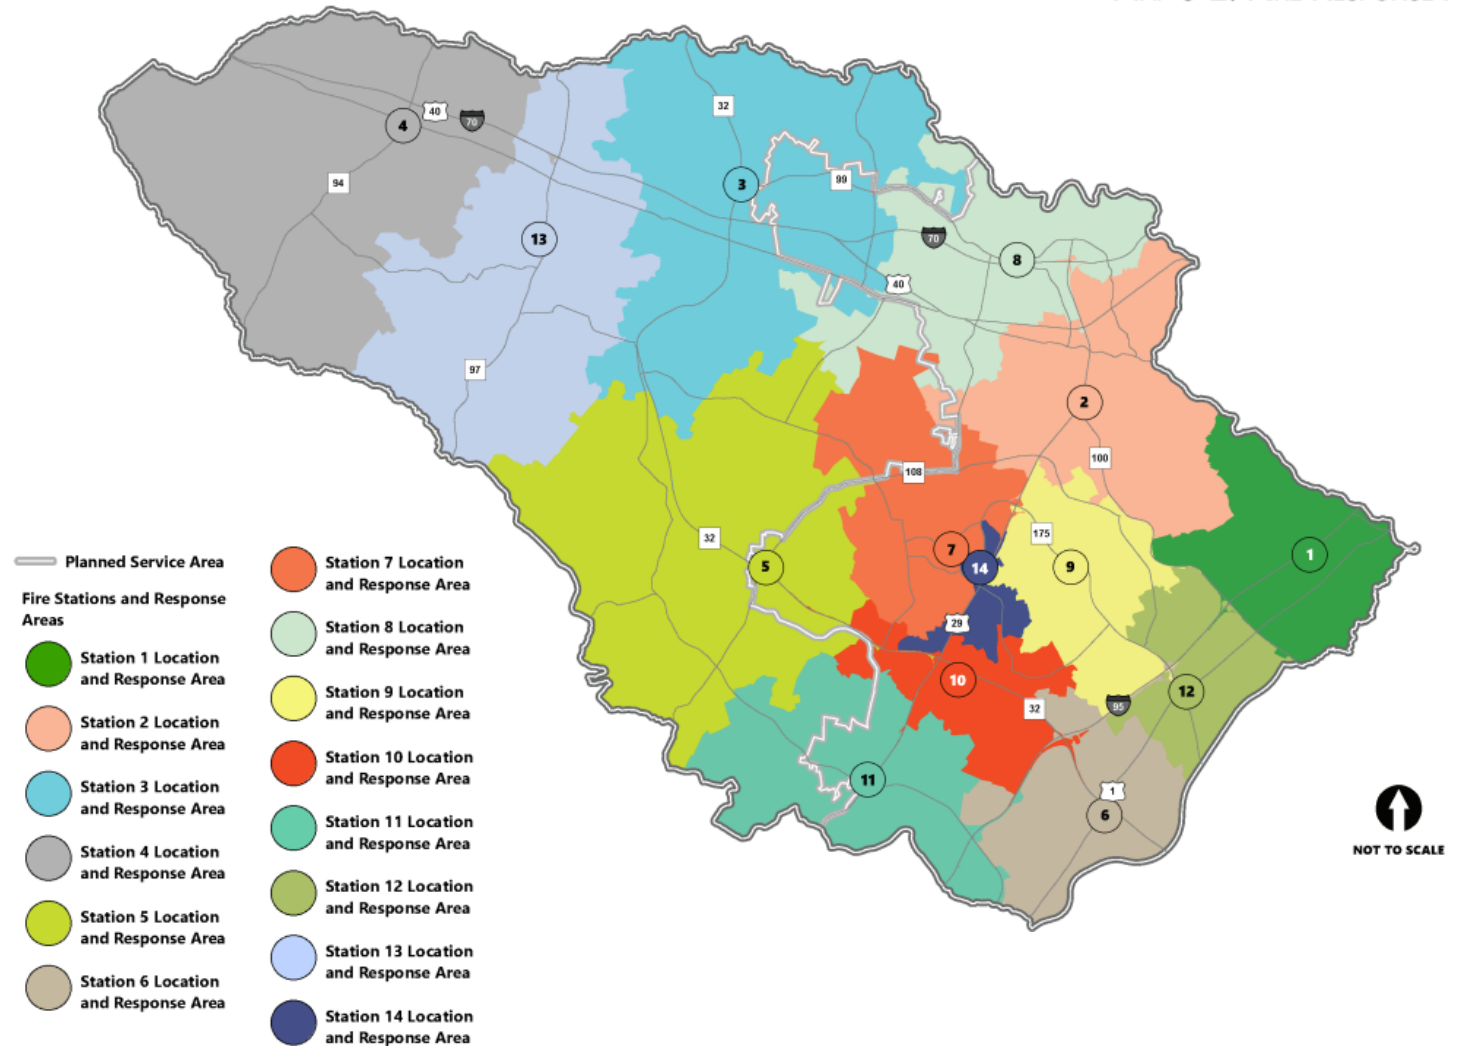 32
40
70
4
94
3
99
13
70
8
40
97
2
108
100
32
5
7
14
175
9
1
29
10
32
95
12
11
1
6
NOT TO SCALE
Planned Service Area
Fire Stations and Response
Areas
Station 1 Location
and Response Area
Station 2 Location
and Response Area
Station 3 Location
and Response Area
Station 4 Location
and Response Area
Station 5 Location
and Response Area
Station 6 Location
and Response Area
Station 7 Location
and Response Area
Station 8 Location
and Response Area
Station 9 Location
and Response Area
Station 10 Location
and Response Area
Station 11 Location
and Response Area
Station 12 Location
and Response Area
Station 13 Location
and Response Area
Station 14 Location
and Response Area